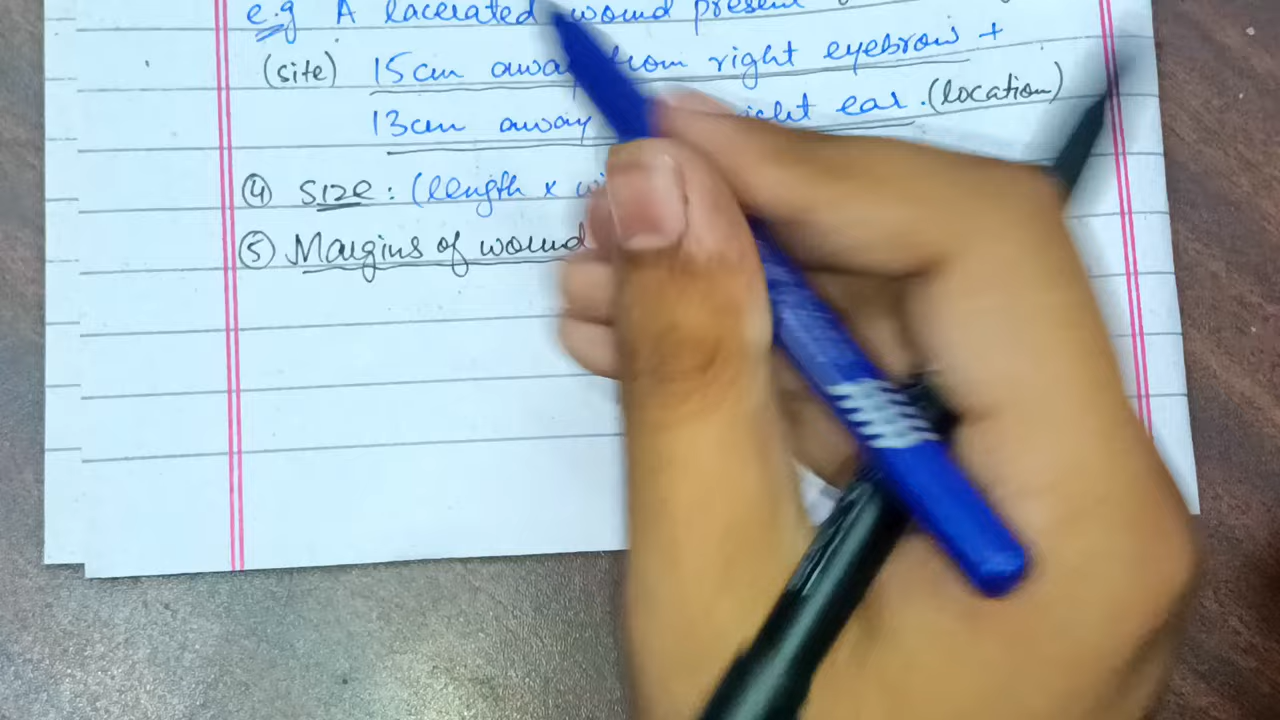 e.g A lacerated wound present
(site) 15cm away from right eyebrow +
13cm away right ear. (location)
④ SIZE: (length x
⑤ Margins of wound